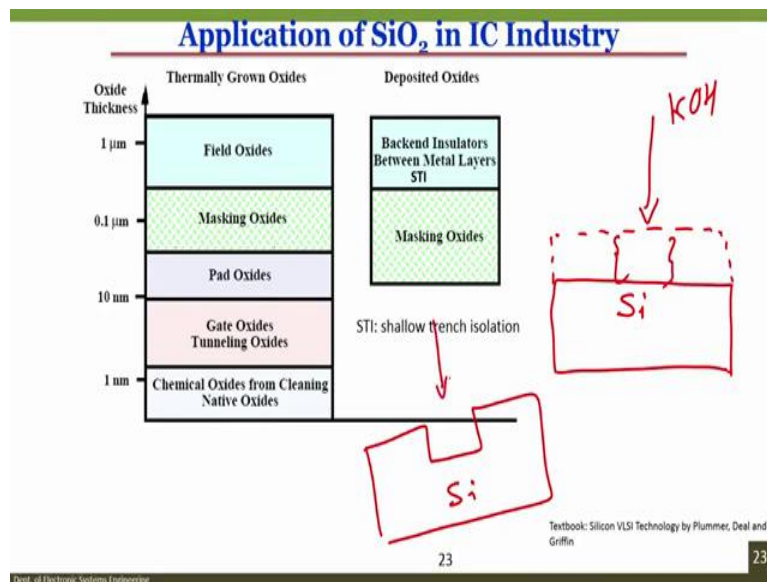 Application of SiO₂ in IC Industry
Thermally Grown Oxides
Deposited Oxides
Oxide
Thickness
1 μm
0.1 μm
10 nm
1 nm
Field Oxides
Masking Oxides
Pad Oxides
Gate Oxides
Tunneling Oxides
Chemical Oxides from Cleaning
Native Oxides
Backend Insulators
Between Metal Layers
STI
Masking Oxides
STI: shallow trench isolation
KOH
Si
Si
Textbook: Silicon VLSI Technology by Plummer, Deal and
Griffin
23
23
Dept. of Electronic Systems Engineering